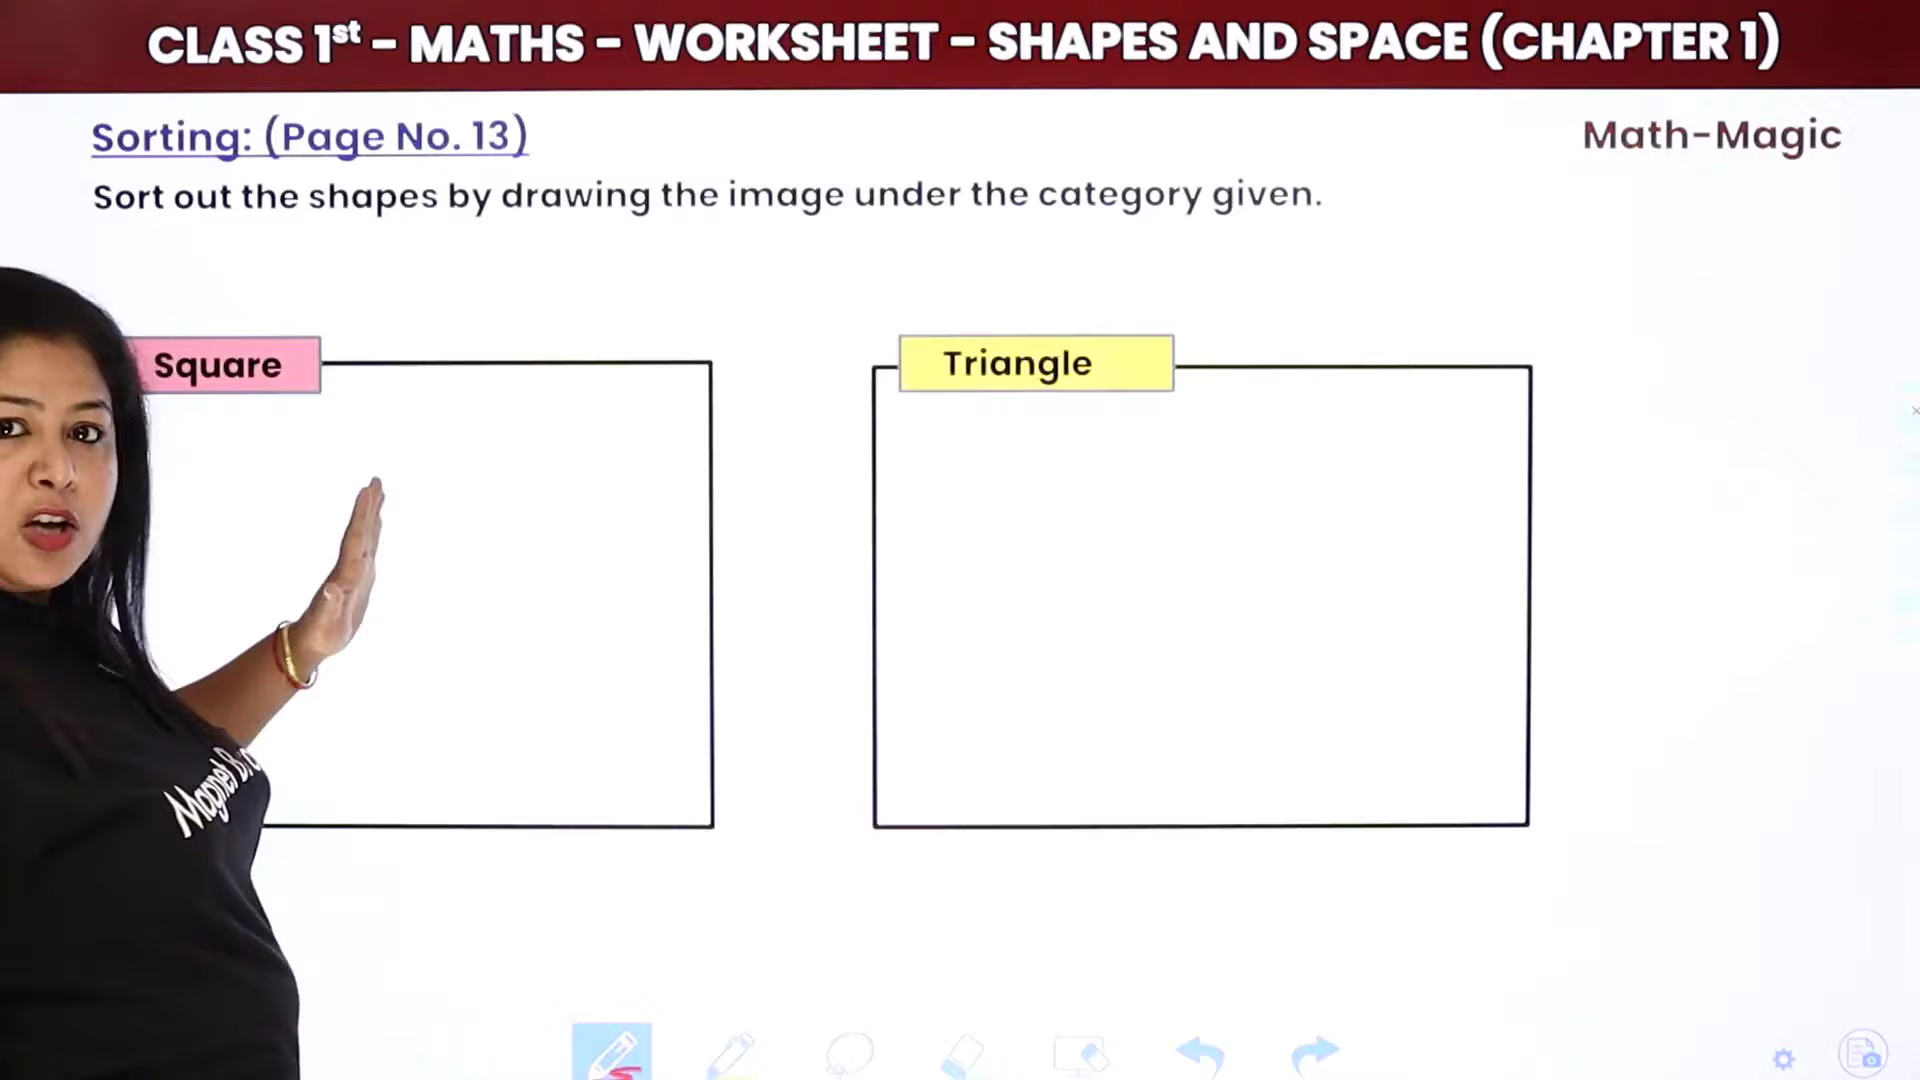 CLASS 1st - MATHS - WORKSHEET - SHAPES AND SPACE (CHAPTER 1)
Sorting: (Page No. 13)
Math-Magic
Sort out the shapes by drawing the image under the category given.
Square
Triangle
Magnet